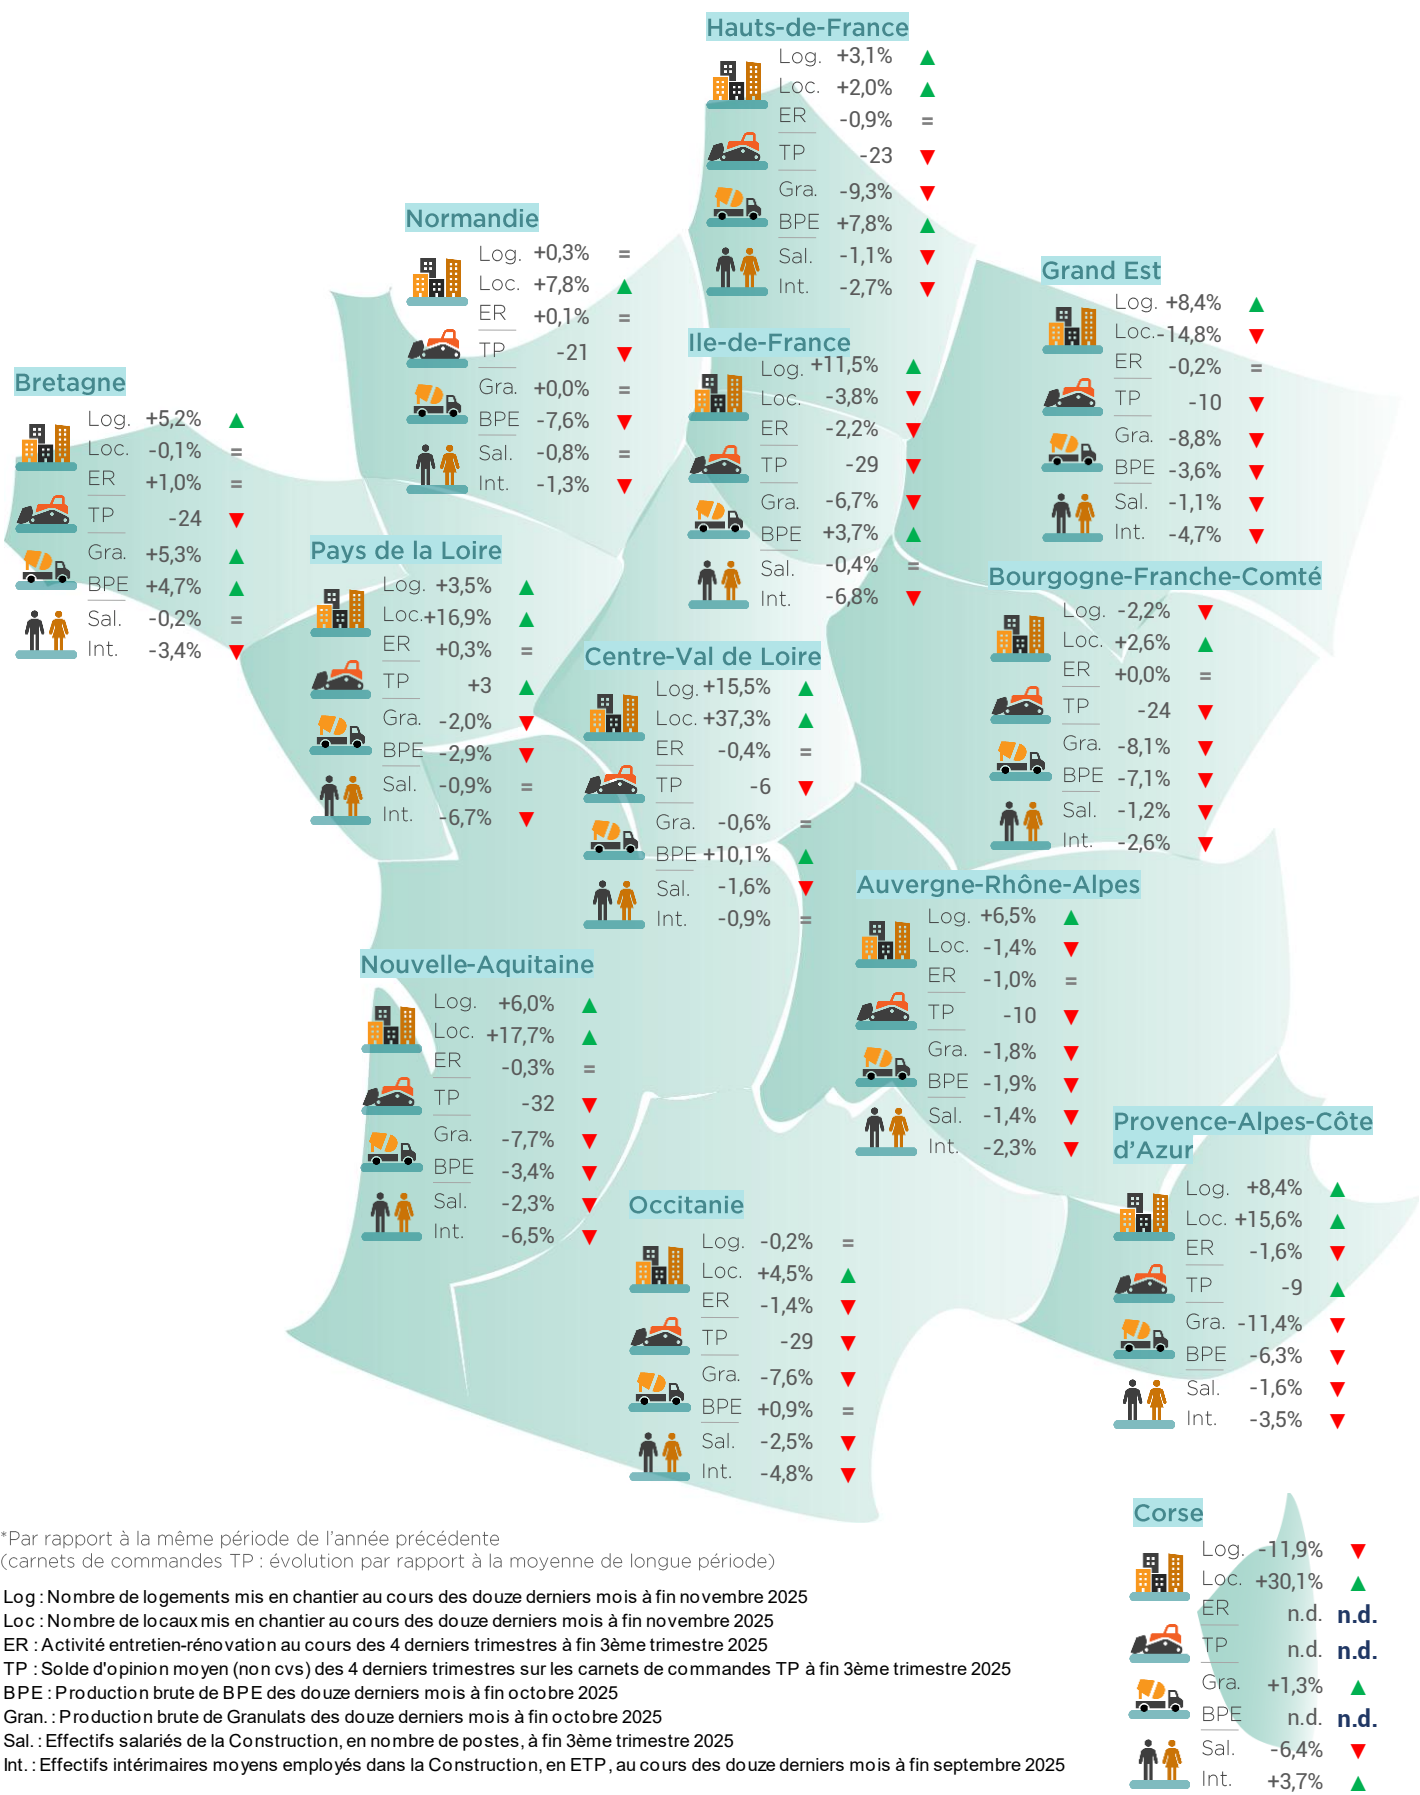 Hauts-de-France
Log. +3,1% ▲
Loc. +2,0% ▲
ER -0,9% =
TP -23 ▼
Gra. -9,3% ▼
BPE +7,8% ▲
Sal. -1,1% ▼
Int. -2,7% ▼
Normandie
Log. +0,3% =
Loc. +7,8% ▲
ER +0,1% =
TP -21 ▼
Gra. +0,0% =
BPE -7,6% ▼
Sal. -0,8% =
Int. -1,3% ▼
Grand Est
Log. +8,4% ▲
Loc. -14,8% ▼
ER -0,2% =
TP -10 ▼
Gra. -8,8% ▼
BPE -3,6% ▼
Sal. -1,1% ▼
Int. -4,7% ▼
Ile-de-France
Log. +11,5% ▲
Loc. -3,8% ▼
ER -2,2% ▼
TP -29 ▼
Gra. -6,7% ▼
BPE +3,7% ▲
Sal. -0,4% =
Int. -6,8% ▼
Bretagne
Log. +5,2% ▲
Loc. -0,1% =
ER +1,0% =
TP -24 ▼
Gra. +5,3% ▲
BPE +4,7% ▲
Sal. -0,2% =
Int. -3,4% ▼
Pays de la Loire
Log. +3,5% ▲
Loc. +16,9% ▲
ER +0,3% =
TP +3 ▲
Gra. -2,0% ▼
BPE -2,9% ▼
Sal. -0,9% =
Int. -6,7% ▼
Bourgogne-Franche-Comté
Log. -2,2% ▼
Loc. +2,6% ▲
ER +0,0% =
TP -24 ▼
Gra. -8,1% ▼
BPE -7,1% ▼
Sal. -1,2% ▼
Int. -2,6% ▼
Centre-Val de Loire
Log. +15,5% ▲
Loc. +37,3% ▲
ER -0,4% =
TP -6 ▼
Gra. -0,6% =
BPE +10,1% ▲
Sal. -1,6% ▼
Int. -0,9% =
Auvergne-Rhône-Alpes
Log. +6,5% ▲
Loc. -1,4% ▼
ER -1,0% =
TP -10 ▼
Gra. -1,8% ▼
BPE -1,9% ▼
Sal. -1,4% ▼
Int. -2,3% ▼
Nouvelle-Aquitaine
Log. +6,0% ▲
Loc. +17,7% ▲
ER -0,3% =
TP -32 ▼
Gra. -7,7% ▼
BPE -3,4% ▼
Sal. -2,3% ▼
Int. -6,5% ▼
Provence-Alpes-Côte
d'Azur
Log. +8,4% ▲
Loc. +15,6% ▲
ER -1,6% ▼
TP -9 ▲
Gra. -11,4% ▼
BPE -6,3% ▼
Sal. -1,6% ▼
Int. -3,5% ▼
Occitanie
Log. -0,2% =
Loc. +4,5% ▲
ER -1,4% ▼
TP -29 ▼
Gra. -7,6% ▼
BPE +0,9% =
Sal. -2,5% ▼
Int. -4,8% ▼
Corse
Log. -11,9% ▼
Loc. +30,1% ▲
ER n.d. n.d.
TP n.d. n.d.
Gra. +1,3% ▲
BPE n.d. n.d.
Sal. -6,4% ▼
Int. +3,7% ▲
*Par rapport à la même période de l'année précédente
(carnets de commandes TP : évolution par rapport à la moyenne de longue période)
Log : Nombre de logements mis en chantier au cours des douze derniers mois à fin novembre 2025
Loc : Nombre de locaux mis en chantier au cours des douze derniers mois à fin novembre 2025
ER : Activité entretien-rénovation au cours des 4 derniers trimestres à fin 3ème trimestre 2025
TP : Solde d'opinion moyen (non cvs) des 4 derniers trimestres sur les carnets de commandes TP à fin 3ème trimestre 2025
BPE : Production brute de BPE des douze derniers mois à fin octobre 2025
Gran. : Production brute de Granulats des douze derniers mois à fin octobre 2025
Sal. : Effectifs salariés de la Construction, en nombre de postes, à fin 3ème trimestre 2025
Int. : Effectifs intérimaires moyens employés dans la Construction, en ETP, au cours des douze derniers mois à fin septembre 2025